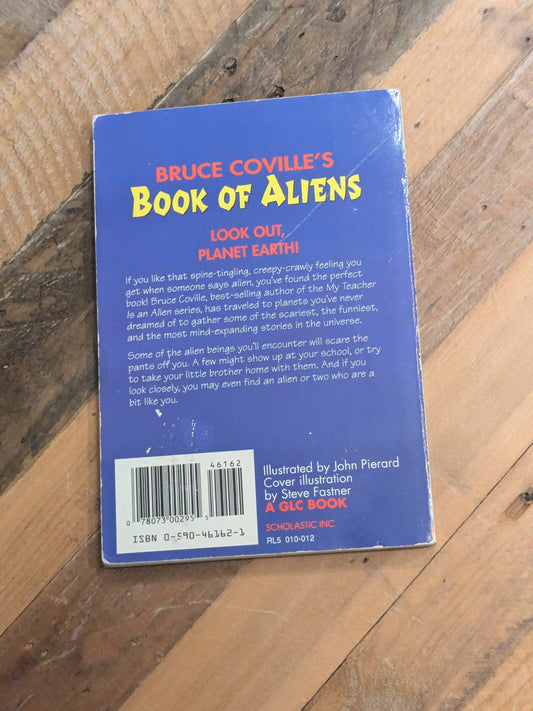 BRUCE COVILLE'S
BOOK OF ALIENS
LOOK OUT,
PLANET EARTH!
If you like that spine-tingling, creepy-crawly feeling you
get when someone says alien, you've found the perfect
book! Bruce Coville, best-selling author of the My Teacher
Is an Alien series, has traveled to planets you've never
dreamed of to gather some of the scariest, the funniest,
and the most mind-expanding stories in the universe.
Some of the alien beings you'll encounter will scare the
pants off you. A few might show up at your school, or try
to take your little brother home with them. And if you
look closely, you may even find an alien or two who are a
bit like you.
46162
0 78073 00295 5
ISBN 0-590-46162-1
Illustrated by John Pierard
Cover illustration
by Steve Fastner
A GLC BOOK
SCHOLASTIC INC.
RL5 010-012